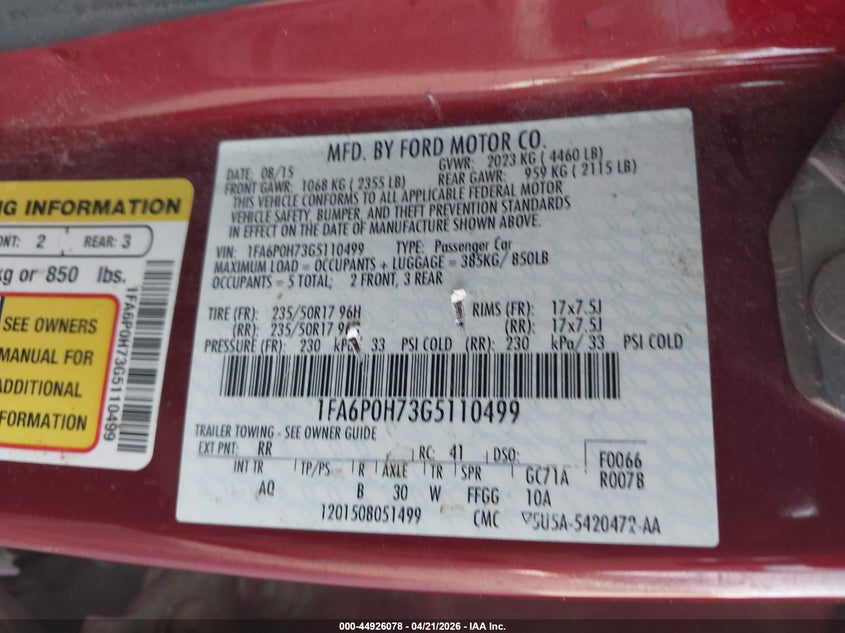 NG INFORMATION
NT: 2 REAR: 3
kg or 850 lbs.
SEE OWNERS
MANUAL FOR
ADDITIONAL
FORMATION
1FA6P0H73G5110499
MFD. BY FORD MOTOR CO.
DATE: 08/15 GVWR: 2023 KG ( 4460 LB)
FRONT GAWR: 1068 KG ( 2355 LB) REAR GAWR: 959 KG ( 2115 LB)
THIS VEHICLE CONFORMS TO ALL APPLICABLE FEDERAL MOTOR
VEHICLE SAFETY, BUMPER, AND THEFT PREVENTION STANDARDS
IN EFFECT ON THE DATE OF MANUFACTURE SHOWN ABOVE.
VIN: 1FA6P0H73G5110499 TYPE: Passenger Car
MAXIMUM LOAD = OCCUPANTS + LUGGAGE = 385KG/ 850LB
OCCUPANTS = 5 TOTAL; 2 FRONT, 3 REAR
TIRE (FR): 235/50R17 96H RIMS (FR): 17x7.5J
(RR): 235/50R17 (RR): 17x7.5J
PRESSURE (FR): 230 kPa/ 33 PSI COLD (RR): 230 kPa/ 33 PSI COLD
1FA6P0H73G5110499
TRAILER TOWING - SEE OWNER GUIDE
EXT PNT: RR RC: 41 DSO: F0066
INT TR TP/PS R AXLE TR SPR GC71A R0078
AQ B 30 W FFGG 10A
1201508051499 CMC ▽5U5A-5420472-AA
000-44926078 - 04/21/2026 - IAA Inc.